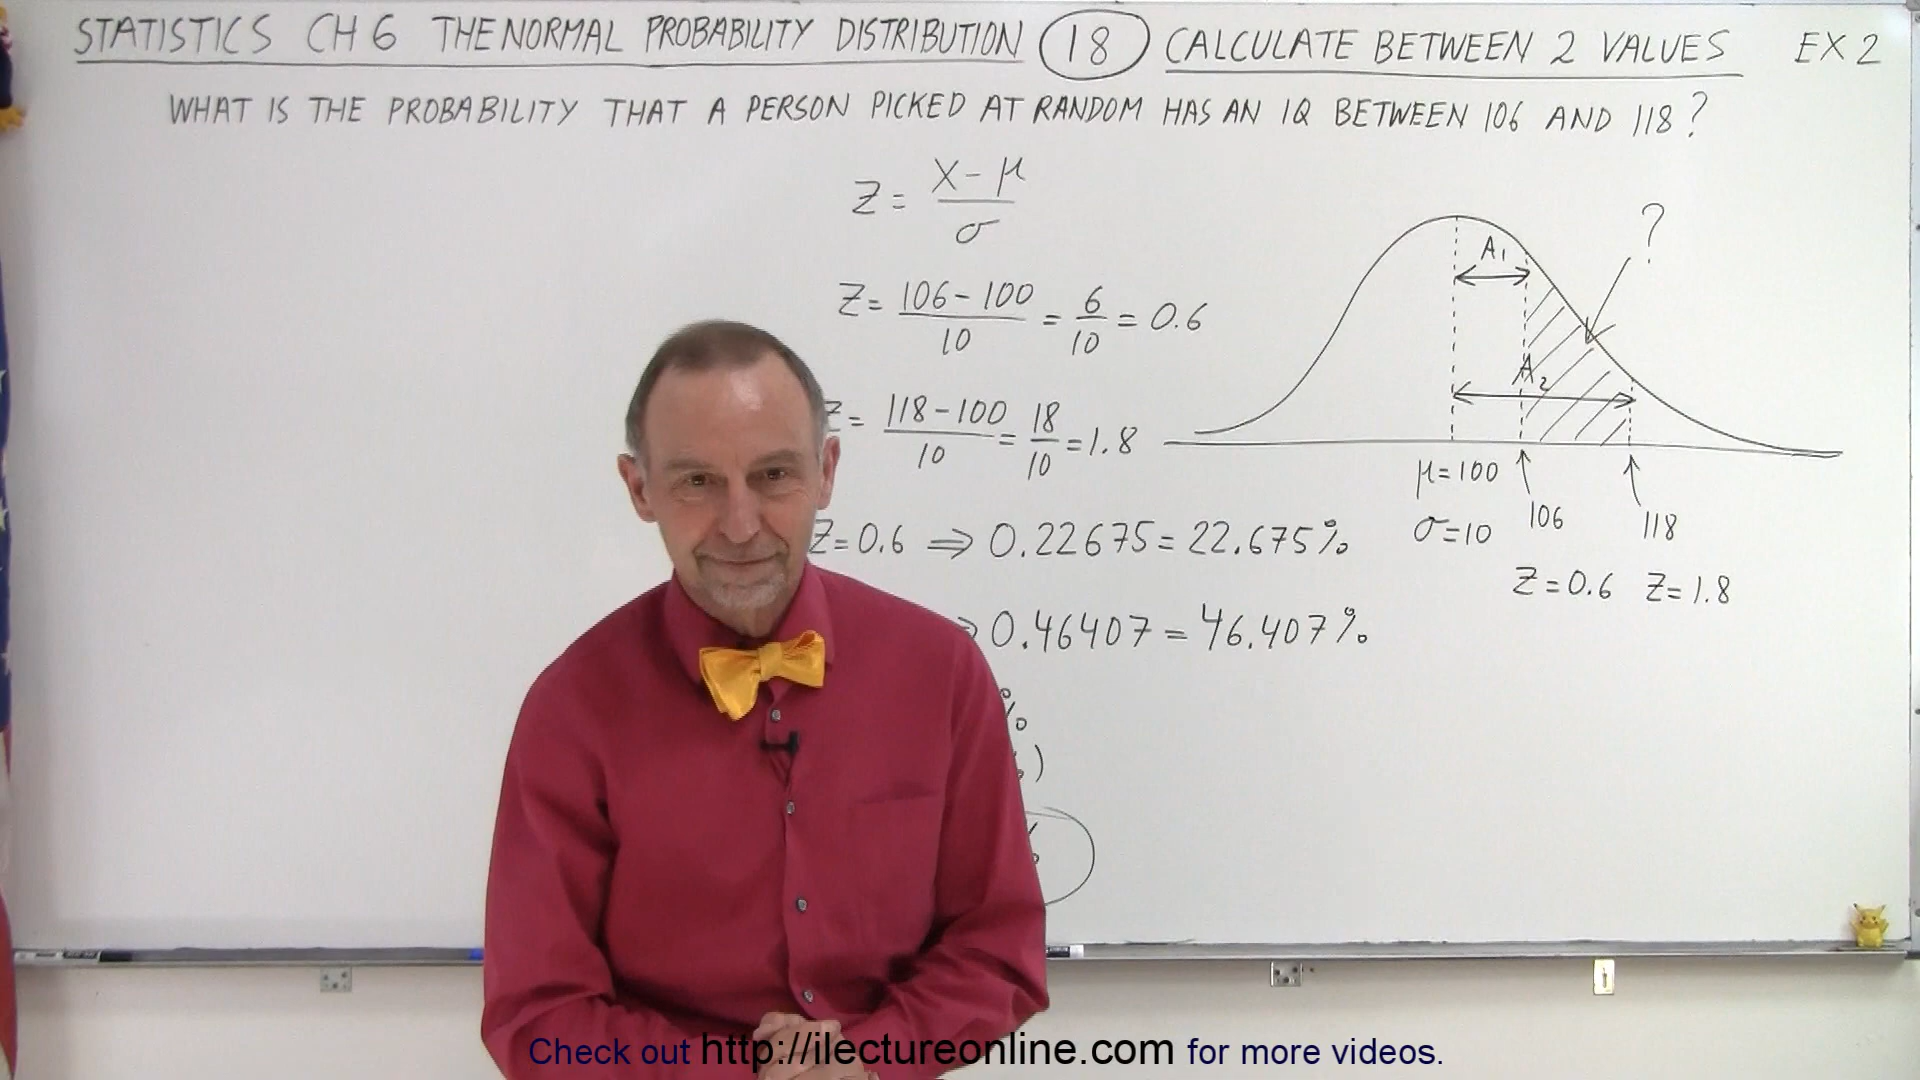 STATISTICS CH 6 THE NORMAL PROBABILITY DISTRIBUTION 18 CALCULATE BETWEEN 2 VALUES EX 2
WHAT IS THE PROBABILITY THAT A PERSON PICKED AT RANDOM HAS AN IQ BETWEEN 106 AND 118?
Z = (X - μ) / σ
Z = (106 - 100) / 10 = 6/10 = 0.6
Z = (118 - 100) / 10 = 18/10 = 1.8
Z = 0.6 ⇒ 0.22675 = 22.675%
⇒ 0.46407 = 46.407%
%
)
?
A₁
A₂
μ = 100
σ = 10
106
118
Z = 0.6 Z = 1.8
Check out http://ilectureonline.com for more videos.